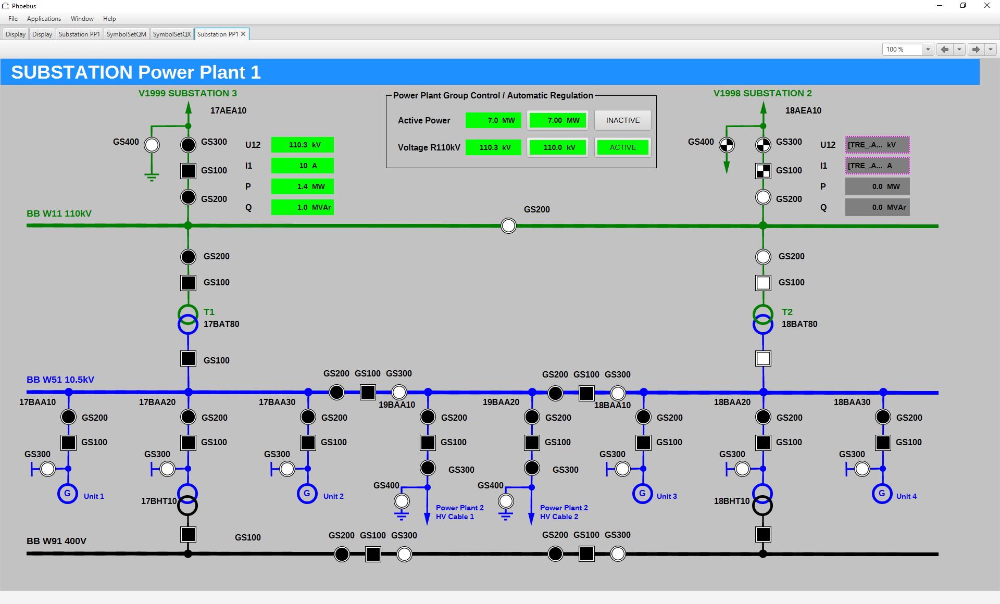 Phoebus
File Applications Window Help
Display Display Substation PP1 SymbolSetQM SymbolSetQX Substation PP1
100 %
SUBSTATION Power Plant 1
V1999 SUBSTATION 3
17AEA10
GS400
GS300
GS100
GS200
U12 110.3 kV
I1 10 A
P 1.4 MW
Q 1.0 MVAr
Power Plant Group Control / Automatic Regulation
Active Power 7.0 MW 7.00 MW INACTIVE
Voltage R110kV 110.3 kV 110.0 kV ACTIVE
V1998 SUBSTATION 2
18AEA10
GS400
GS300
GS100
GS200
U12 [TRE_.A... kV
I1 [TRE_.A... A
P 0.0 MW
Q 0.0 MVAr
BB W11 110kV
GS200
GS200
GS100
T1
17BAT80
GS100
GS200
GS100
T2
18BAT80
BB W51 10.5kV
GS200 GS100 GS300
GS200 GS100 GS300
17BAA10
GS200
GS100
GS300
G
Unit 1
17BAA20
GS200
GS100
GS300
17BHT10
17BAA30
GS200
GS100
GS300
G
Unit 2
19BAA10
GS200
GS100
GS300
GS400
Power Plant 2
HV Cable 1
19BAA20
GS200
GS100
GS300
GS400
Power Plant 2
HV Cable 2
18BAA10
GS200
GS100
GS300
G
Unit 3
18BAA20
GS200
GS100
GS300
18BHT10
18BAA30
GS200
GS100
GS300
G
Unit 4
BB W91 400V
GS100
GS200 GS100 GS300
GS200 GS100 GS300